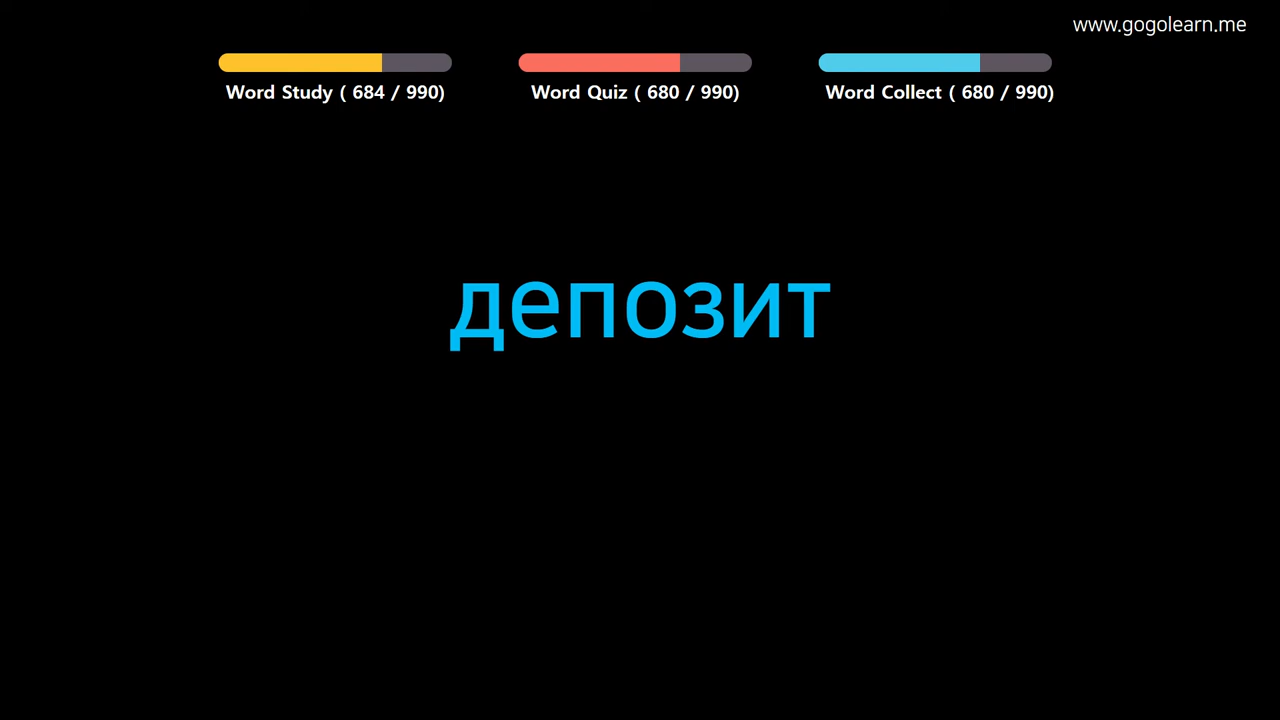 www.gogolearn.me
Word Study ( 684 / 990)
Word Quiz ( 680 / 990)
Word Collect ( 680 / 990)
депозит